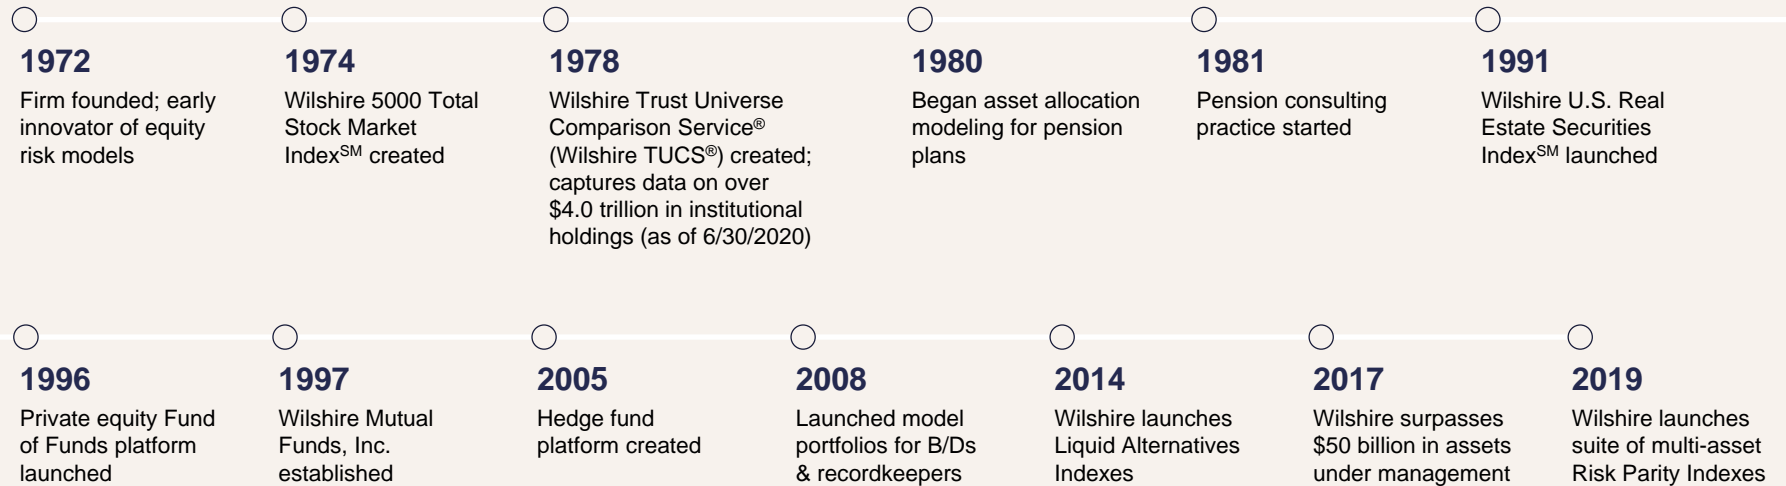 1972
Firm founded; early
innovator of equity
risk models
1974
Wilshire 5000 Total
Stock Market
Index℠ created
1978
Wilshire Trust Universe
Comparison Service®
(Wilshire TUCS®) created;
captures data on over
$4.0 trillion in institutional
holdings (as of 6/30/2020)
1980
Began asset allocation
modeling for pension
plans
1981
Pension consulting
practice started
1991
Wilshire U.S. Real
Estate Securities
Index℠ launched
1996
Private equity Fund
of Funds platform
launched
1997
Wilshire Mutual
Funds, Inc.
established
2005
Hedge fund
platform created
2008
Launched model
portfolios for B/Ds
& recordkeepers
2014
Wilshire launches
Liquid Alternatives
Indexes
2017
Wilshire surpasses
$50 billion in assets
under management
2019
Wilshire launches
suite of multi-asset
Risk Parity Indexes